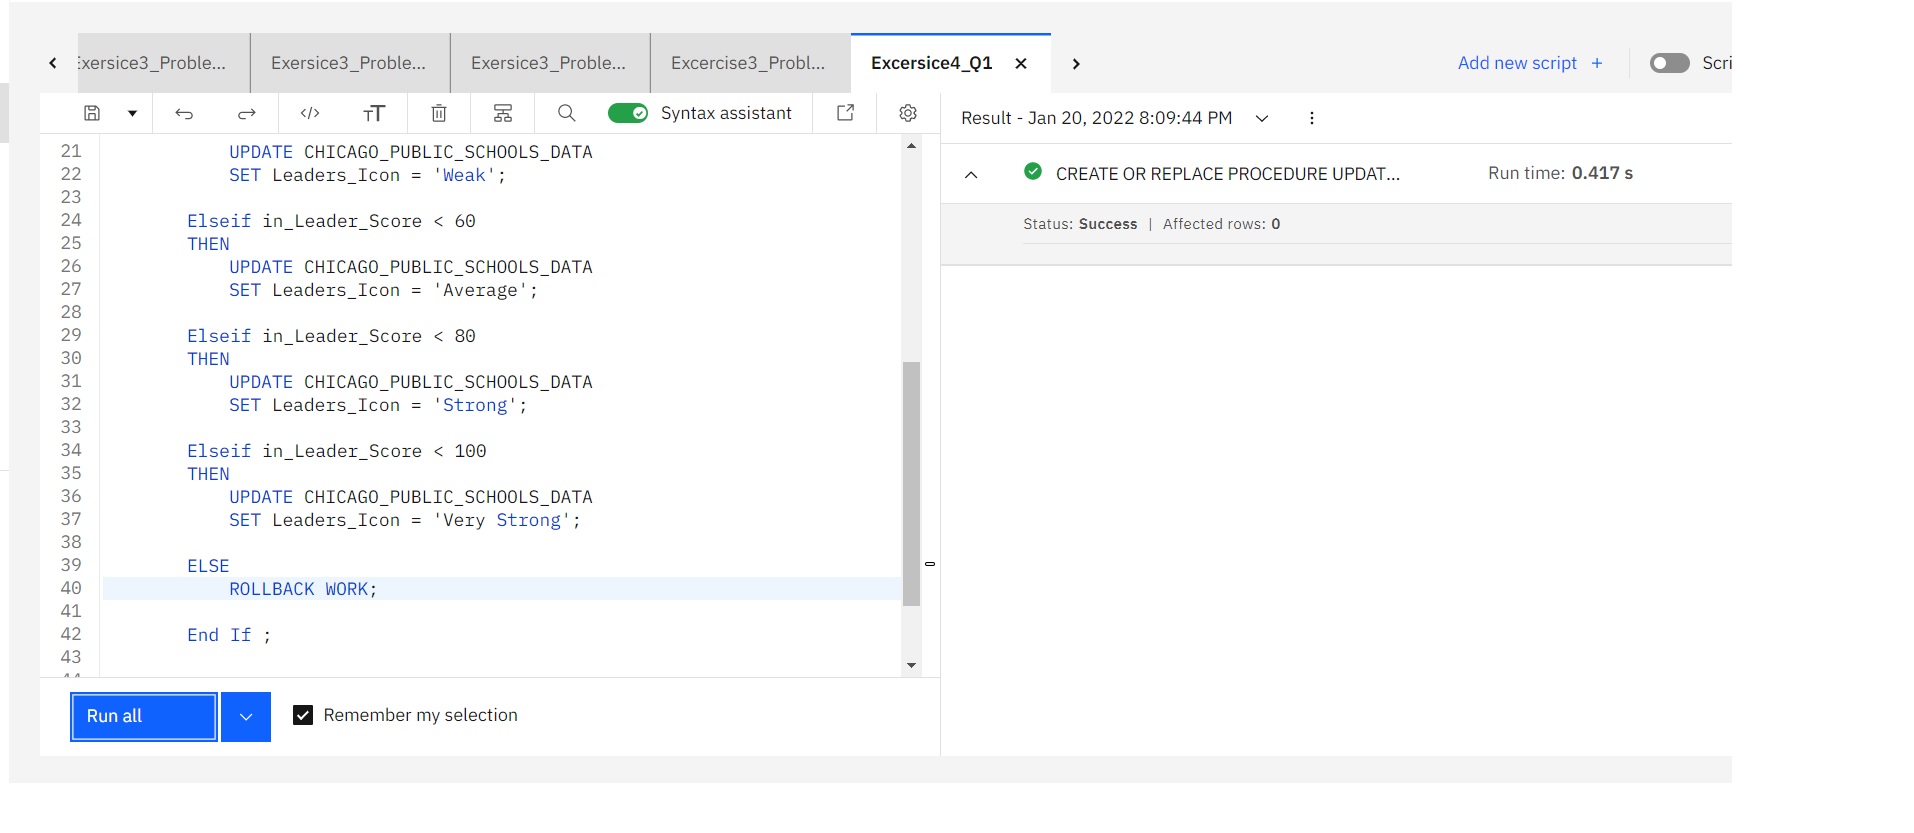 xersice3_Proble...
Exersice3_Proble...
Exersice3_Proble...
Excercise3_Probl...
Excersice4_Q1
Add new script +
Scri
</> TT Syntax assistant
Result - Jan 20, 2022 8:09:44 PM
CREATE OR REPLACE PROCEDURE UPDAT... Run time: 0.417 s
Status: Success | Affected rows: 0
21 UPDATE CHICAGO_PUBLIC_SCHOOLS_DATA
22 SET Leaders_Icon = 'Weak';
23
24 Elseif in_Leader_Score < 60
25 THEN
26 UPDATE CHICAGO_PUBLIC_SCHOOLS_DATA
27 SET Leaders_Icon = 'Average';
28
29 Elseif in_Leader_Score < 80
30 THEN
31 UPDATE CHICAGO_PUBLIC_SCHOOLS_DATA
32 SET Leaders_Icon = 'Strong';
33
34 Elseif in_Leader_Score < 100
35 THEN
36 UPDATE CHICAGO_PUBLIC_SCHOOLS_DATA
37 SET Leaders_Icon = 'Very Strong';
38
39 ELSE
40 ROLLBACK WORK;
41
42 End If ;
43
Run all
Remember my selection